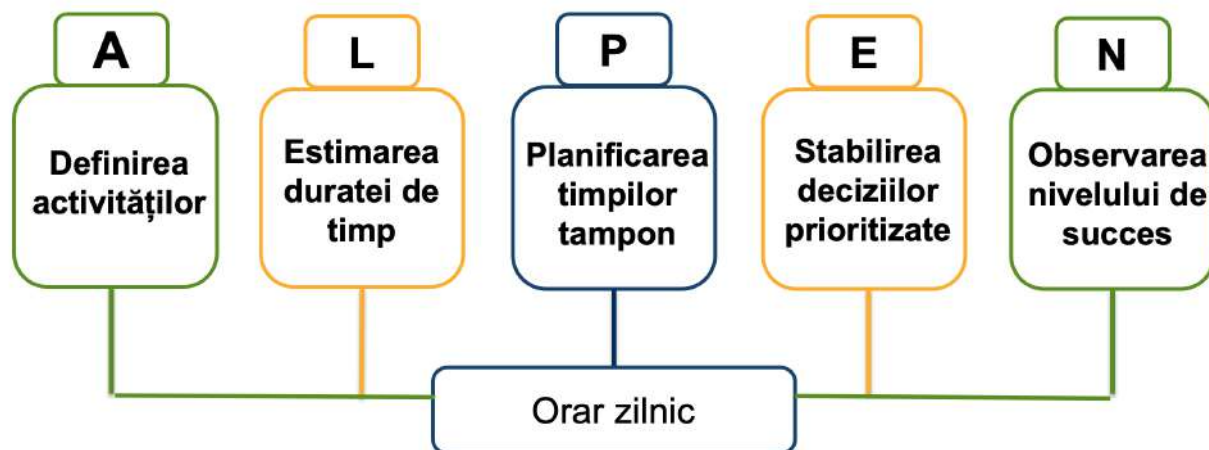 A
Definirea
activităților
L
Estimarea
duratei de
timp
P
Planificarea
timpilor
tampon
E
Stabilirea
deciziilor
prioritizate
N
Observarea
nivelului de
succes
Orar zilnic